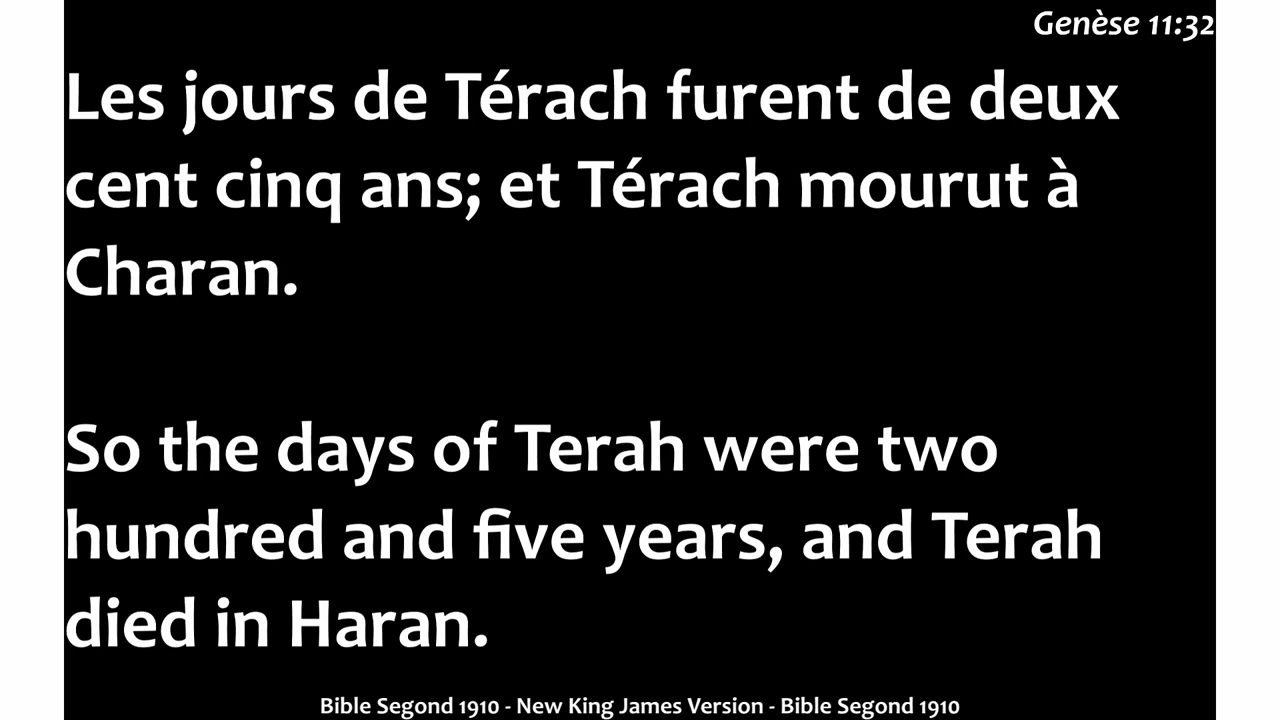 Genèse 11:32
Les jours de Térach furent de deux
cent cinq ans; et Térach mourut à
Charan.
So the days of Terah were two
hundred and five years, and Terah
died in Haran.
Bible Segond 1910 - New King James Version - Bible Segond 1910